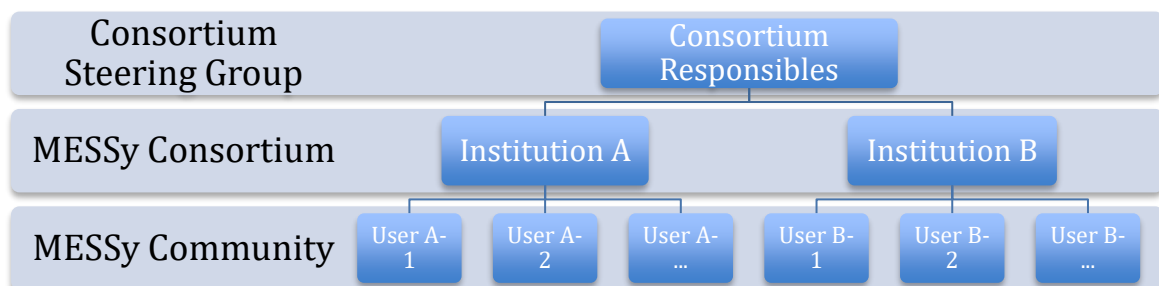 Consortium
Steering Group
Consortium
Responsibles
MESSy Consortium
Institution A
Institution B
MESSy Community
User A-
1
User A-
2
User A-
...
User B-
1
User B-
2
User B-
...